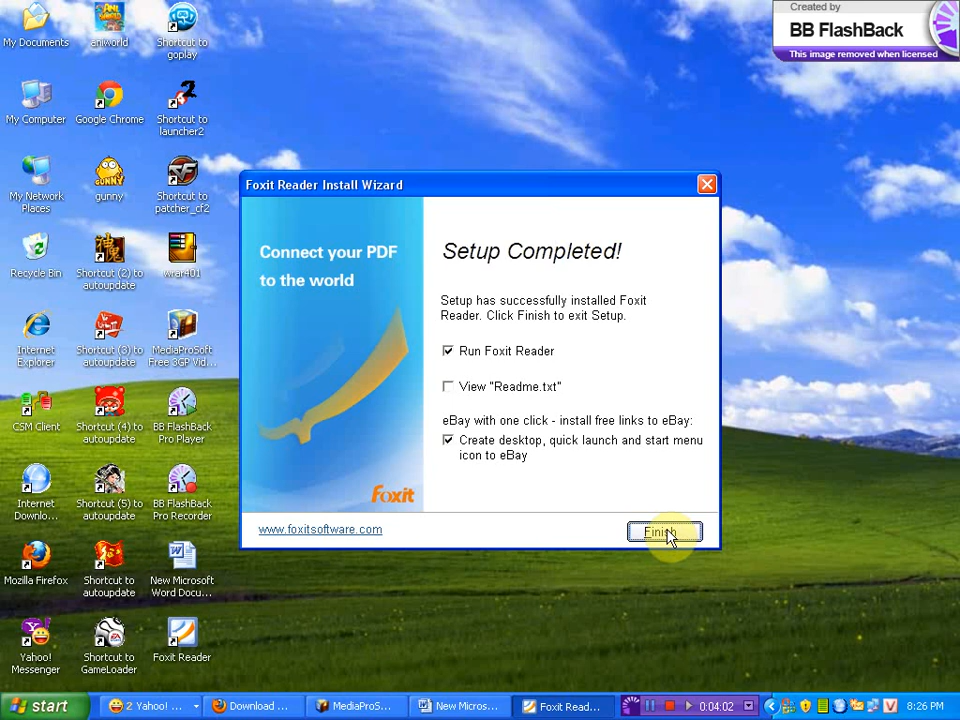 Created by
BB FlashBack
This image removed when licensed
My Documents
aniworld
Shortcut to
goplay
My Computer
Google Chrome
Shortcut to
launcher2
My Network
Places
gunny
Shortcut to
patcher_cf2
Recycle Bin
Shortcut (2) to
autoupdate
wrar401
Internet
Explorer
Shortcut (3) to
autoupdate
MediaProSoft
Free 3GP Vid...
CSM Client
Shortcut (4) to
autoupdate
BB FlashBack
Pro Player
Internet
Downlo...
Shortcut (5) to
autoupdate
BB FlashBack
Pro Recorder
Mozilla Firefox
Shortcut to
autoupdate
New Microsoft
Word Docu...
Yahoo!
Messenger
Shortcut to
GameLoader
Foxit Reader
Foxit Reader Install Wizard
Connect your PDF
to the world
foxit
Setup Completed!
Setup has successfully installed Foxit
Reader. Click Finish to exit Setup.
Run Foxit Reader
View "Readme.txt"
eBay with one click - install free links to eBay:
Create desktop, quick launch and start menu
icon to eBay
www.foxitsoftware.com
Finish
start
2 Yahoo! ...
Download ...
MediaProS...
New Micros...
Foxit Read...
0:04:02
8:26 PM